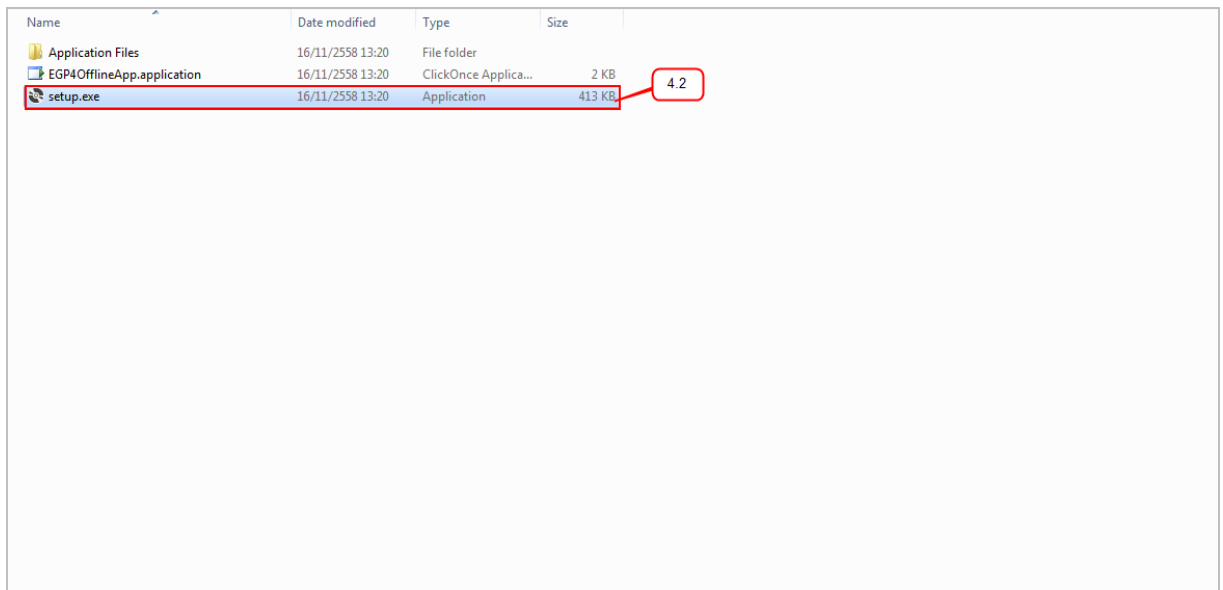 Name Date modified Type Size
Application Files 16/11/2558 13:20 File folder
EGP4OfflineApp.application 16/11/2558 13:20 ClickOnce Applica... 2 KB
setup.exe 16/11/2558 13:20 Application 413 KB
4.2